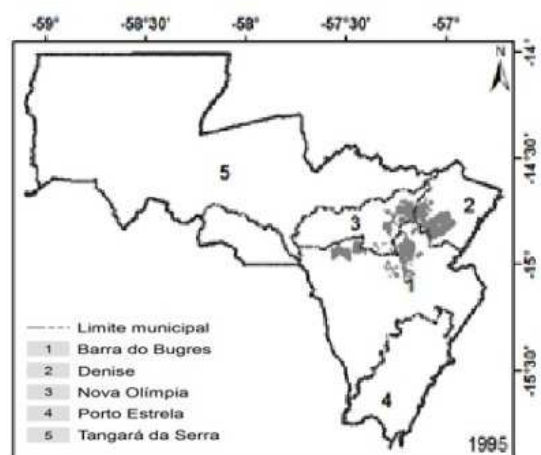 -59° -58°30" -58° -57°30" -57°
N
-14°
-14°30"
5
2
3
-15°
1
Limite municipal
1 Barra do Bugres
2 Denise
3 Nova Olímpia
4 Porto Estrela
5 Tangará da Serra
-15°30"
4
1995